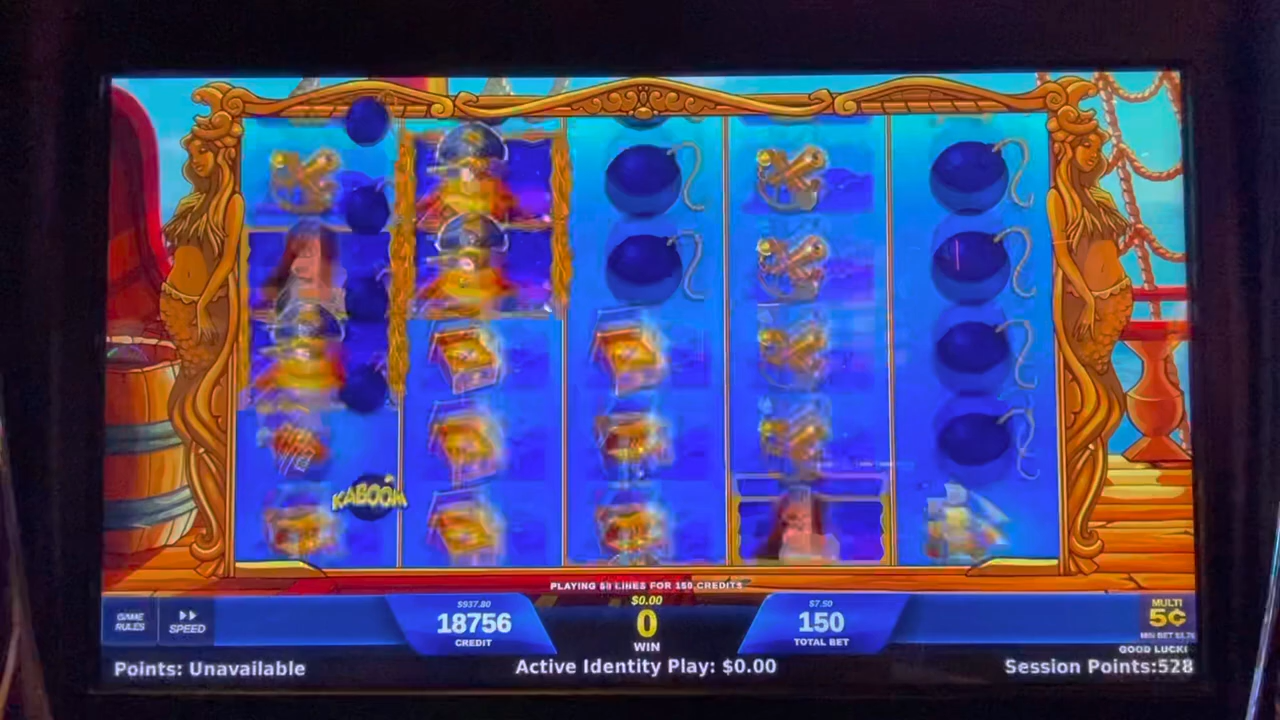 KABOOM
PLAYING 50 LINES FOR 150 CREDITS
GAME RULES
SPEED
$937.80
18756
CREDIT
$0.00
0
WIN
$7.50
150
TOTAL BET
MULTI
5¢
GOOD LUCK!
Points: Unavailable
Active Identity Play: $0.00
Session Points:528